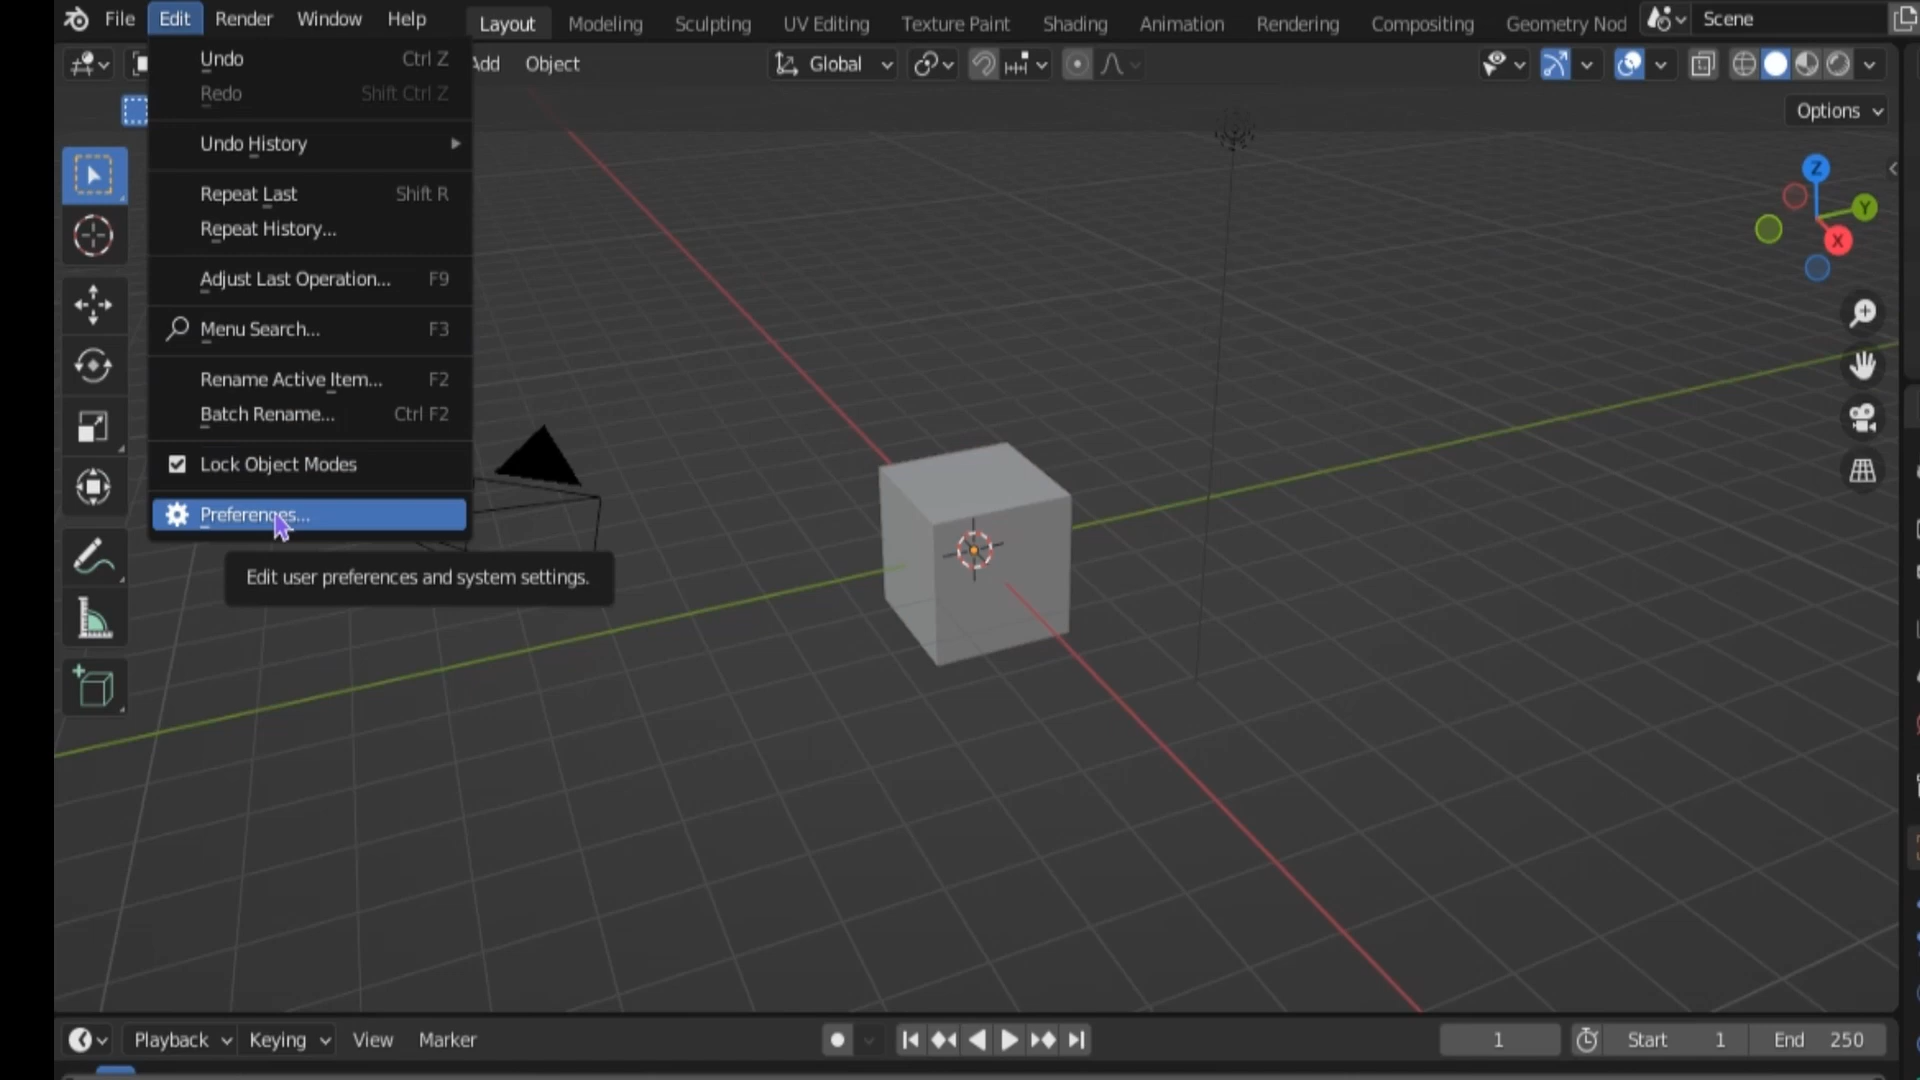 File Edit Render Window Help Layout Modeling Sculpting UV Editing Texture Paint Shading Animation Rendering Compositing Geometry Nod Scene
Add Object Global
Options
Undo Ctrl Z
Redo Shift Ctrl Z
Undo History
Repeat Last Shift R
Repeat History...
Adjust Last Operation... F9
Menu Search... F3
Rename Active Item... F2
Batch Rename... Ctrl F2
Lock Object Modes
Preferences...
Edit user preferences and system settings.
Z
Y
X
Playback Keying View Marker 1 Start 1 End 250